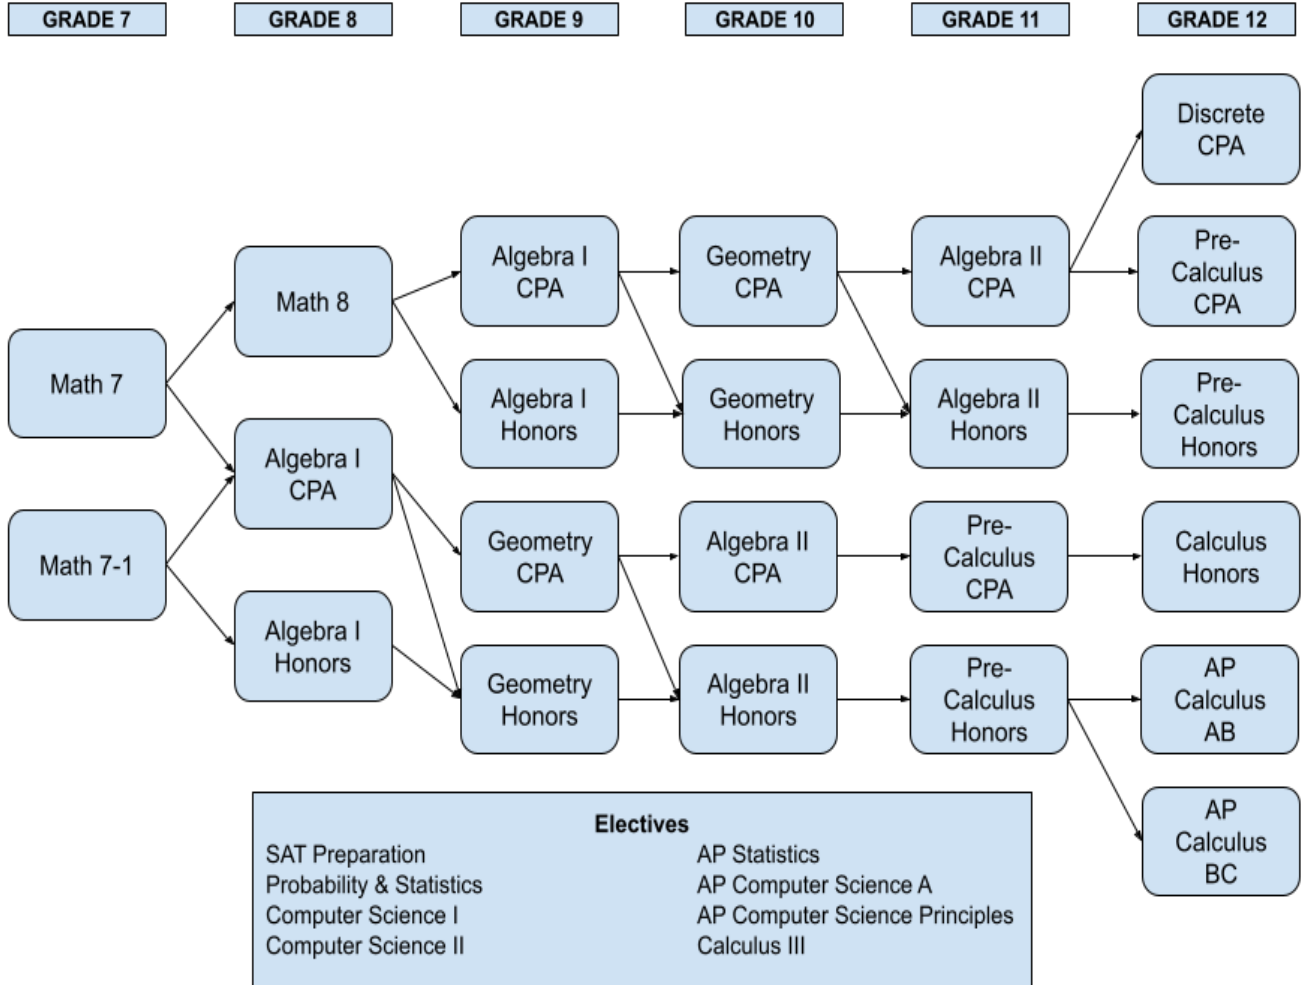 GRADE 7
GRADE 8
GRADE 9
GRADE 10
GRADE 11
GRADE 12
Math 7
Math 7-1
Math 8
Algebra I
CPA
Algebra I
Honors
Algebra I
CPA
Algebra I
Honors
Geometry
CPA
Geometry
Honors
Geometry
CPA
Geometry
Honors
Algebra II
CPA
Algebra II
Honors
Algebra II
CPA
Algebra II
Honors
Pre-
Calculus
CPA
Pre-
Calculus
Honors
Discrete
CPA
Pre-
Calculus
CPA
Pre-
Calculus
Honors
Calculus
Honors
AP
Calculus
AB
AP
Calculus
BC
Electives
SAT Preparation
Probability & Statistics
Computer Science I
Computer Science II
AP Statistics
AP Computer Science A
AP Computer Science Principles
Calculus III